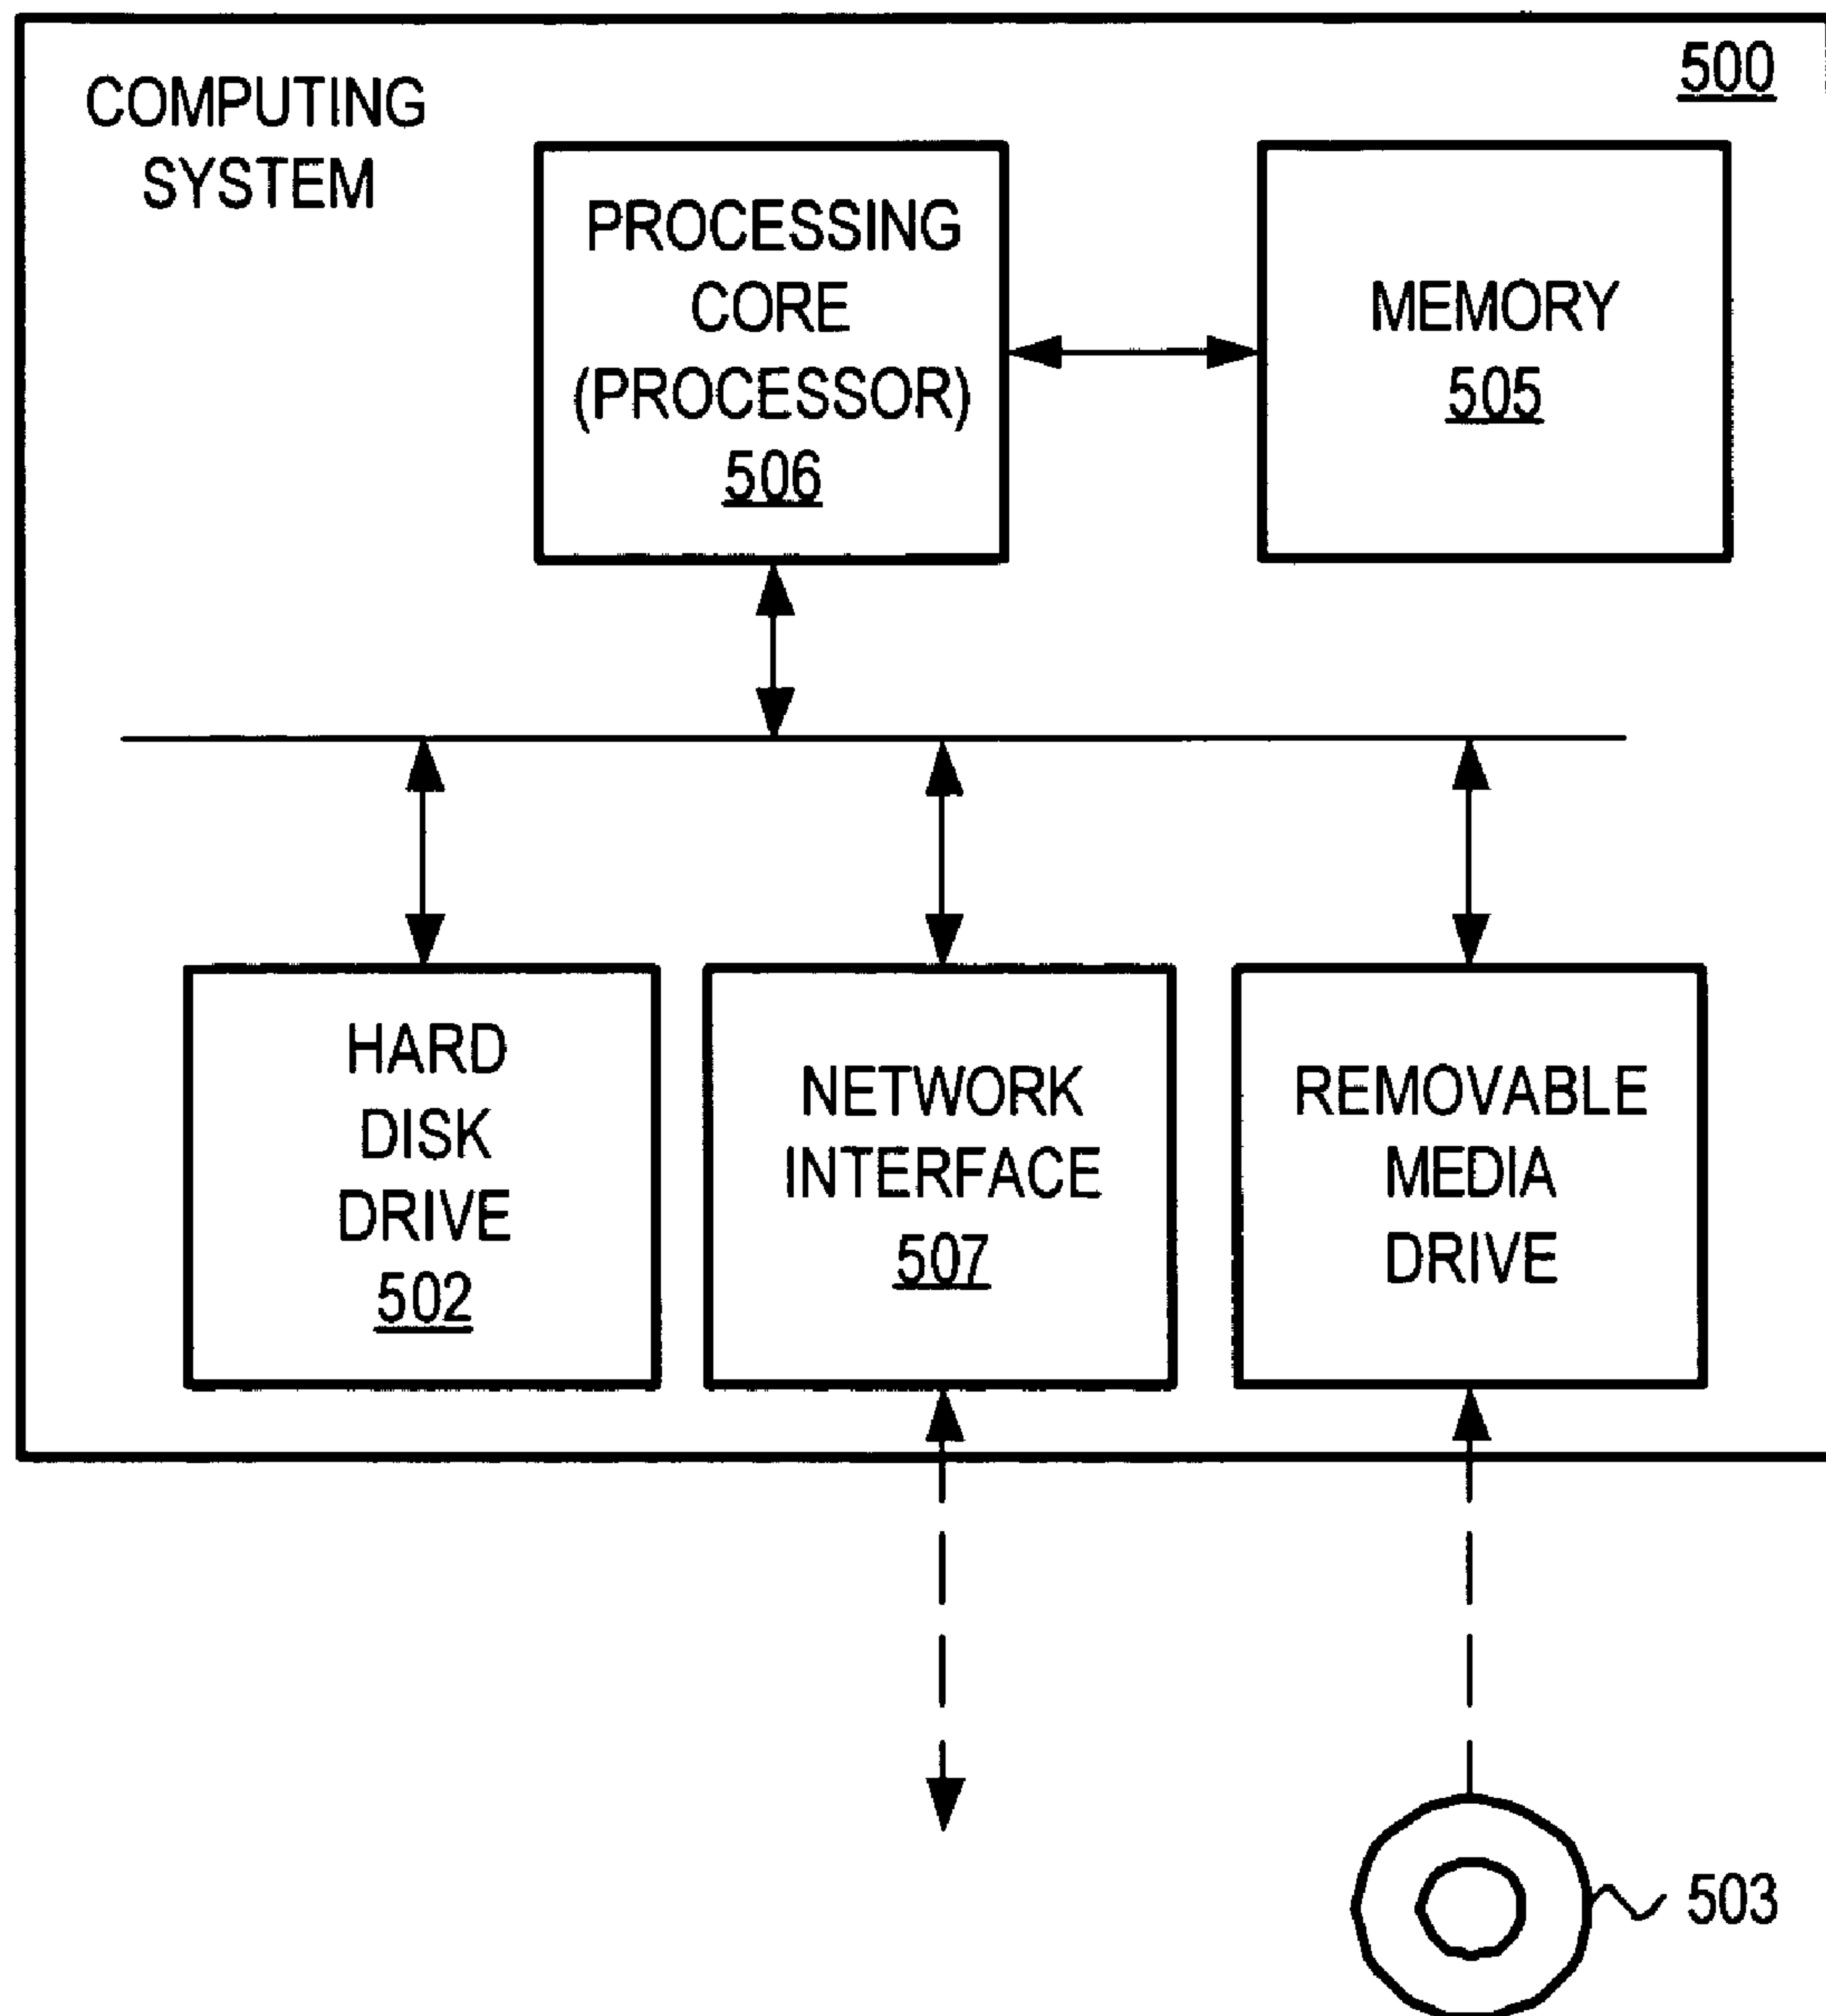 500
COMPUTING
SYSTEM
PROCESSING
CORE
(PROCESSOR)
506
MEMORY
505
HARD
DISK
DRIVE
502
NETWORK
INTERFACE
507
REMOVABLE
MEDIA
DRIVE
503